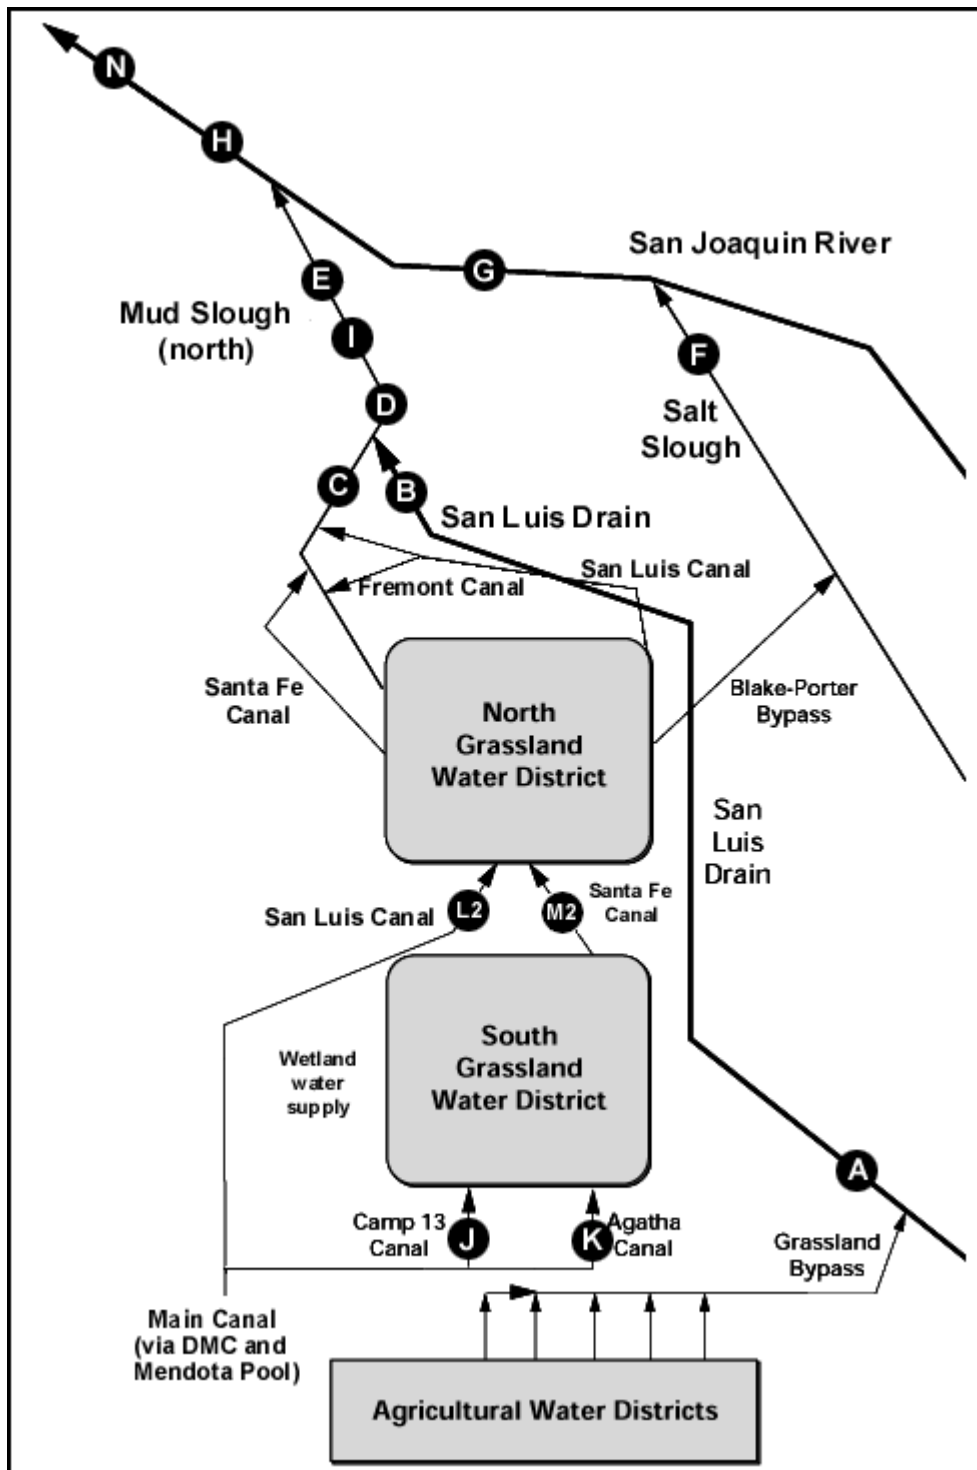 N
H
San Joaquin River
G
E
Mud Slough
(north)
I
F
D
Salt
Slough
C
B
San Luis Drain
San Luis Canal
Fremont Canal
Santa Fe
Canal
North
Grassland
Water District
Blake-Porter
Bypass
San
Luis
Drain
San Luis Canal
L2
M2
Santa Fe
Canal
South
Grassland
Water District
Wetland
water
supply
A
Camp 13
Canal
J
K
Agatha
Canal
Grassland
Bypass
Main Canal
(via DMC and
Mendota Pool)
Agricultural Water Districts